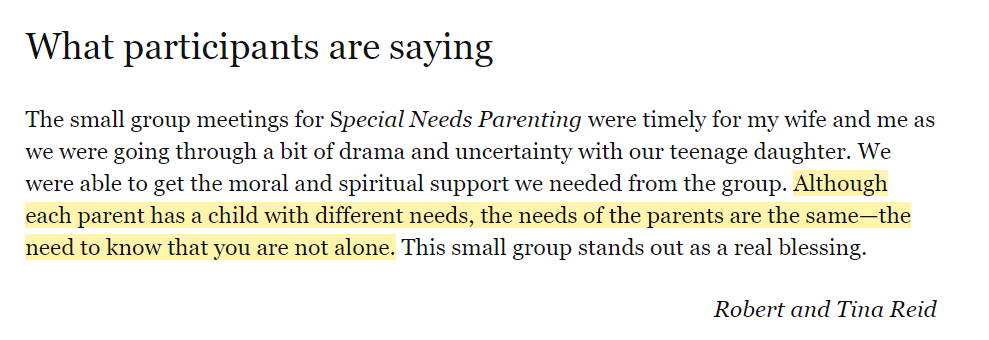 What participants are saying
The small group meetings for Special Needs Parenting were timely for my wife and me as
we were going through a bit of drama and uncertainty with our teenage daughter. We
were able to get the moral and spiritual support we needed from the group. Although
each parent has a child with different needs, the needs of the parents are the same—the
need to know that you are not alone. This small group stands out as a real blessing.
Robert and Tina Reid